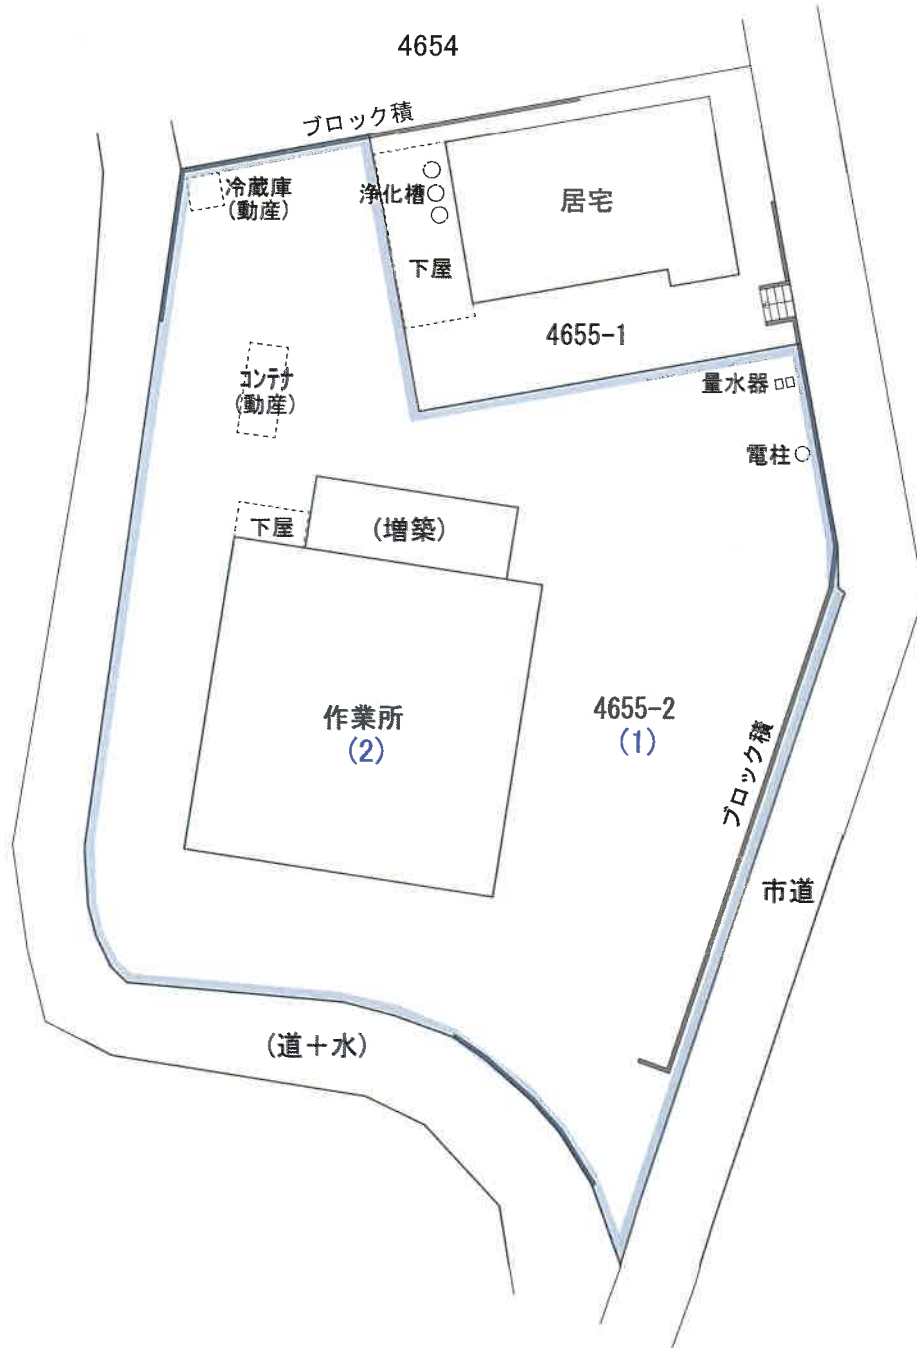 4654
ブロック積
冷蔵庫
(動産)
浄化槽
居宅
下屋
4655-1
コンテナ
(動産)
量水器
電柱
下屋
(増築)
作業所
(2)
4655-2
(1)
ブロック積
市道
(道+水)